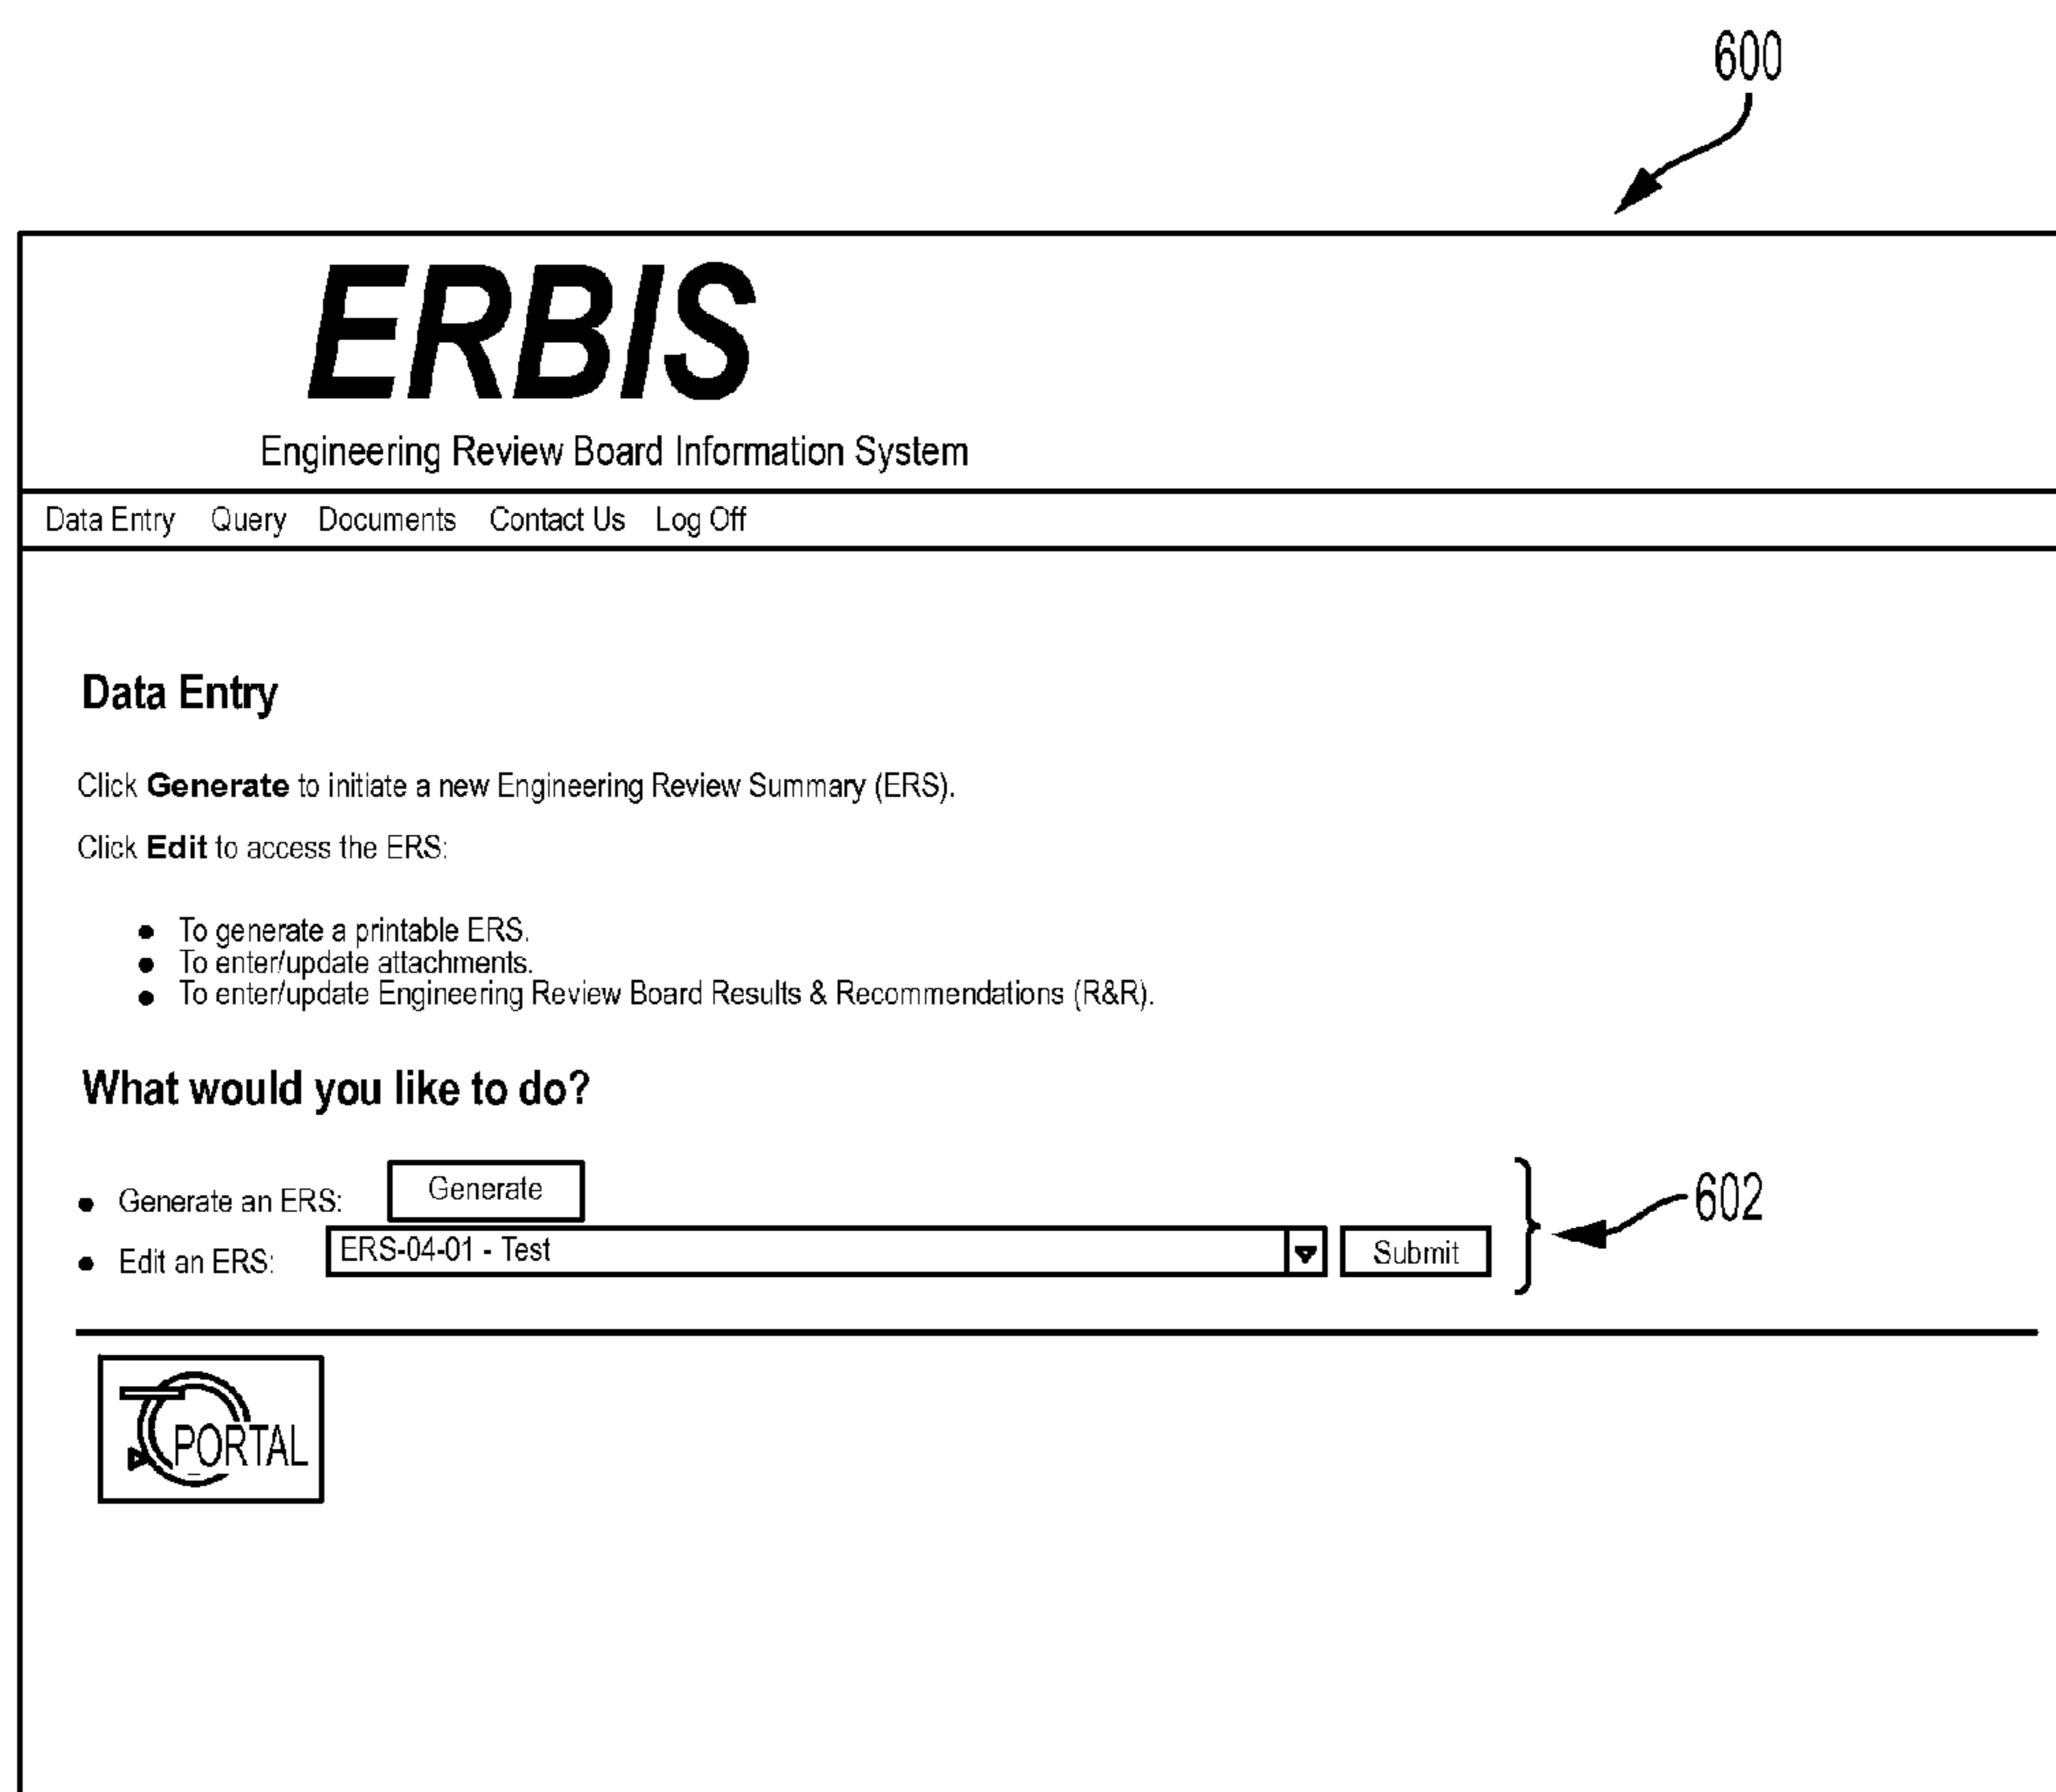 600
ERBIS
Engineering Review Board Information System
Data Entry Query Documents Contact Us Log Off
Data Entry
Click Generate to initiate a new Engineering Review Summary (ERS).
Click Edit to access the ERS:
● To generate a printable ERS.
● To enter/update attachments.
● To enter/update Engineering Review Board Results & Recommendations (R&R).
What would you like to do?
● Generate an ERS: Generate
● Edit an ERS: ERS-04-01 - Test Submit
602
PORTAL